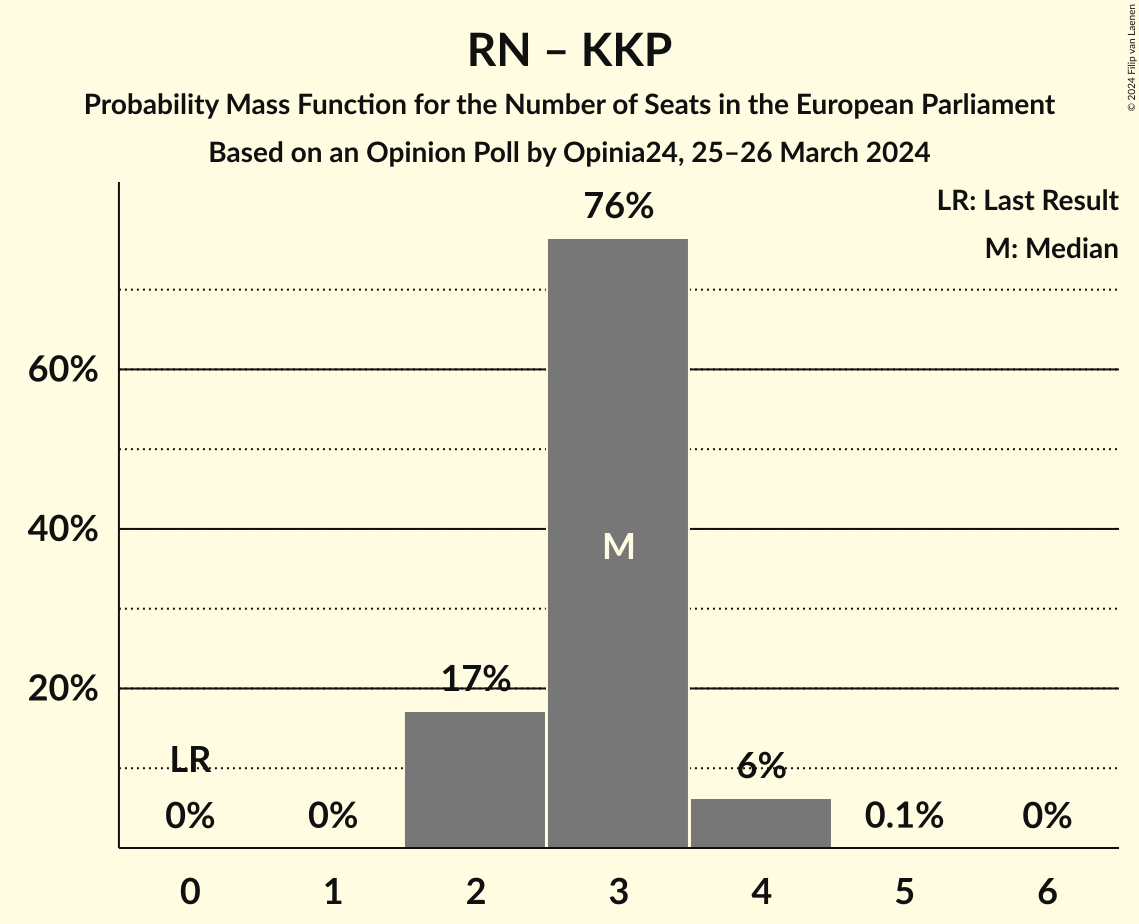 RN – KKP
Probability Mass Function for the Number of Seats in the European Parliament
Based on an Opinion Poll by Opinia24, 25–26 March 2024
© 2024 Filip van Laenen
LR: Last Result
M: Median
76%
60%
40%
M
17%
20%
LR
6%
0%
0%
0.1%
0%
0
1
2
3
4
5
6